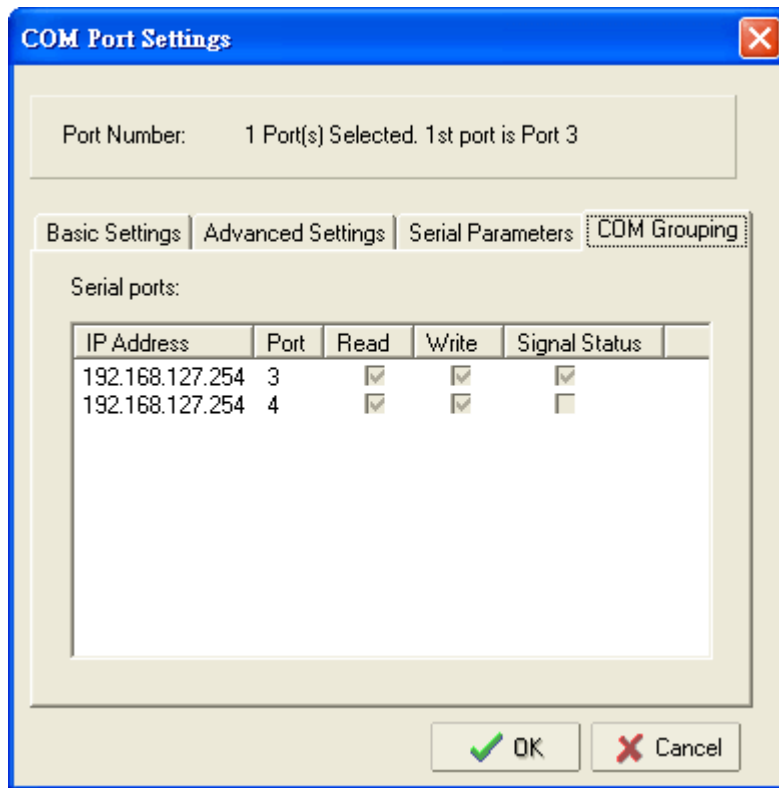 COM Port Settings
Port Number: 1 Port(s) Selected. 1st port is Port 3
Basic Settings Advanced Settings Serial Parameters COM Grouping
Serial ports:
IP Address Port Read Write Signal Status
192.168.127.254 3
192.168.127.254 4
OK Cancel